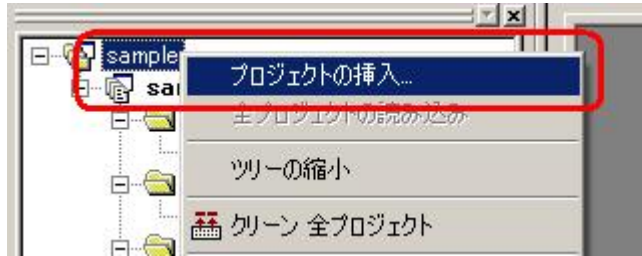 sample
プロジェクトの挿入...
sa
全プロジェクトの読み込み
ツリーの縮小
クリーン 全プロジェクト